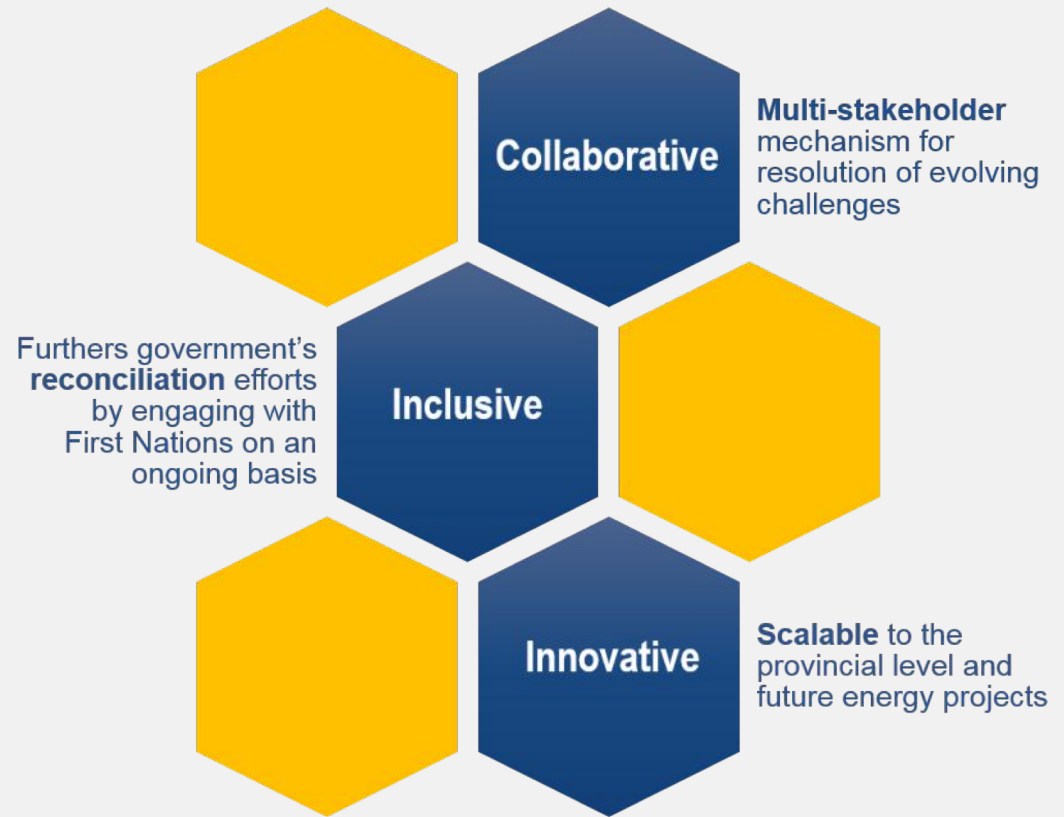 Collaborative
Multi-stakeholder
mechanism for
resolution of evolving
challenges
Furthers government’s
reconciliation efforts
by engaging with
First Nations on an
ongoing basis
Inclusive
Innovative
Scalable to the
provincial level and
future energy projects